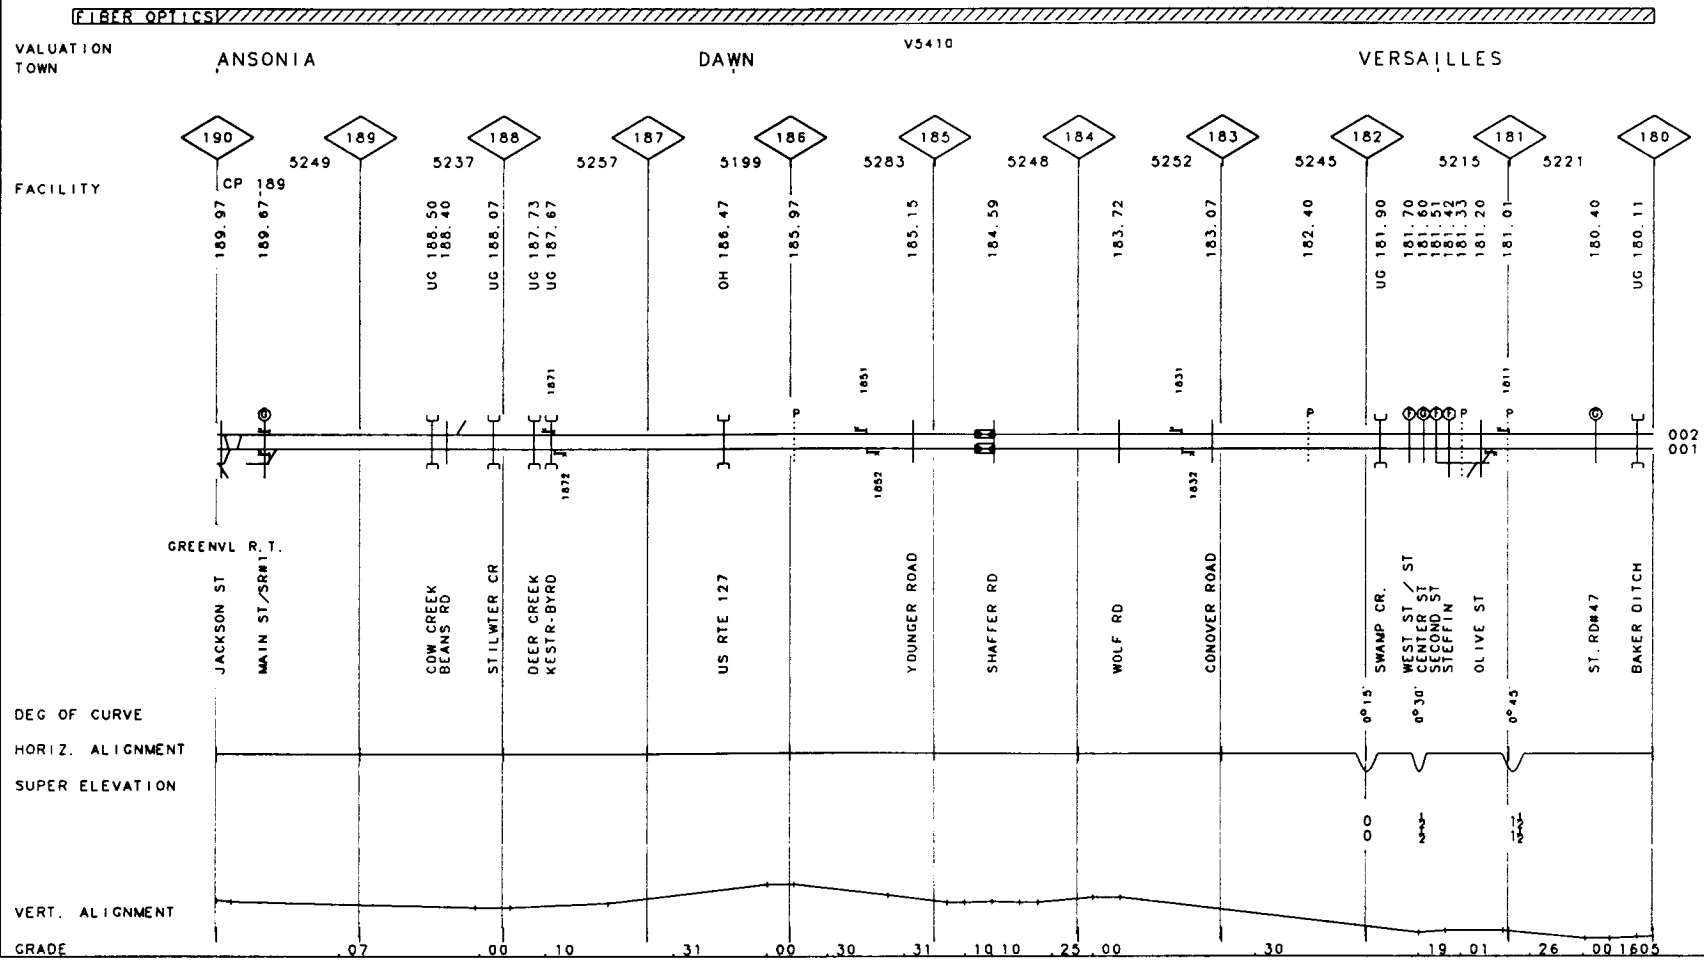 FIBER OPTICS
VALUATION V5410
TOWN ANSONIA DAWN VERSAILLES
190 189 188 187 186 185 184 183 182 181 180
5249 5237 5257 5199 5283 5248 5252 5245 5215 5221
FACILITY CP 189
189.97
189.67
UG 188.50
188.40
UG 188.07
UG 187.73
UG 187.67
OH 186.47
185.97
185.15
184.59
183.72
183.07
182.40
UG 181.90
181.70
181.60
181.51
181.42
181.33
181.20
181.01
180.40
UG 180.11
1871 1851 1831 1811
G P P F G F F P P G
002
001
1872 1852 1832
GREENVL R.T.
JACKSON ST
MAIN ST/SR#1
COW CREEK
BEANS RD
STILWTER CR
DEER CREEK
KESTR-BYRD
US RTE 127
YOUNGER ROAD
SHAFFER RD
WOLF RD
CONOVER ROAD
SWAMP CR.
WEST ST / ST
CENTER ST
SECOND ST
STEFFIN
OLIVE ST
ST. RD#47
BAKER DITCH
DEG OF CURVE 0°15' 0°30' 0°45'
HORIZ. ALIGNMENT
SUPER ELEVATION
0
0
VERT. ALIGNMENT
GRADE .07 .00 .10 .31 .00 .30 .31 .10 .10 .25 .00 .30 .19 .01 .26 .00 1605